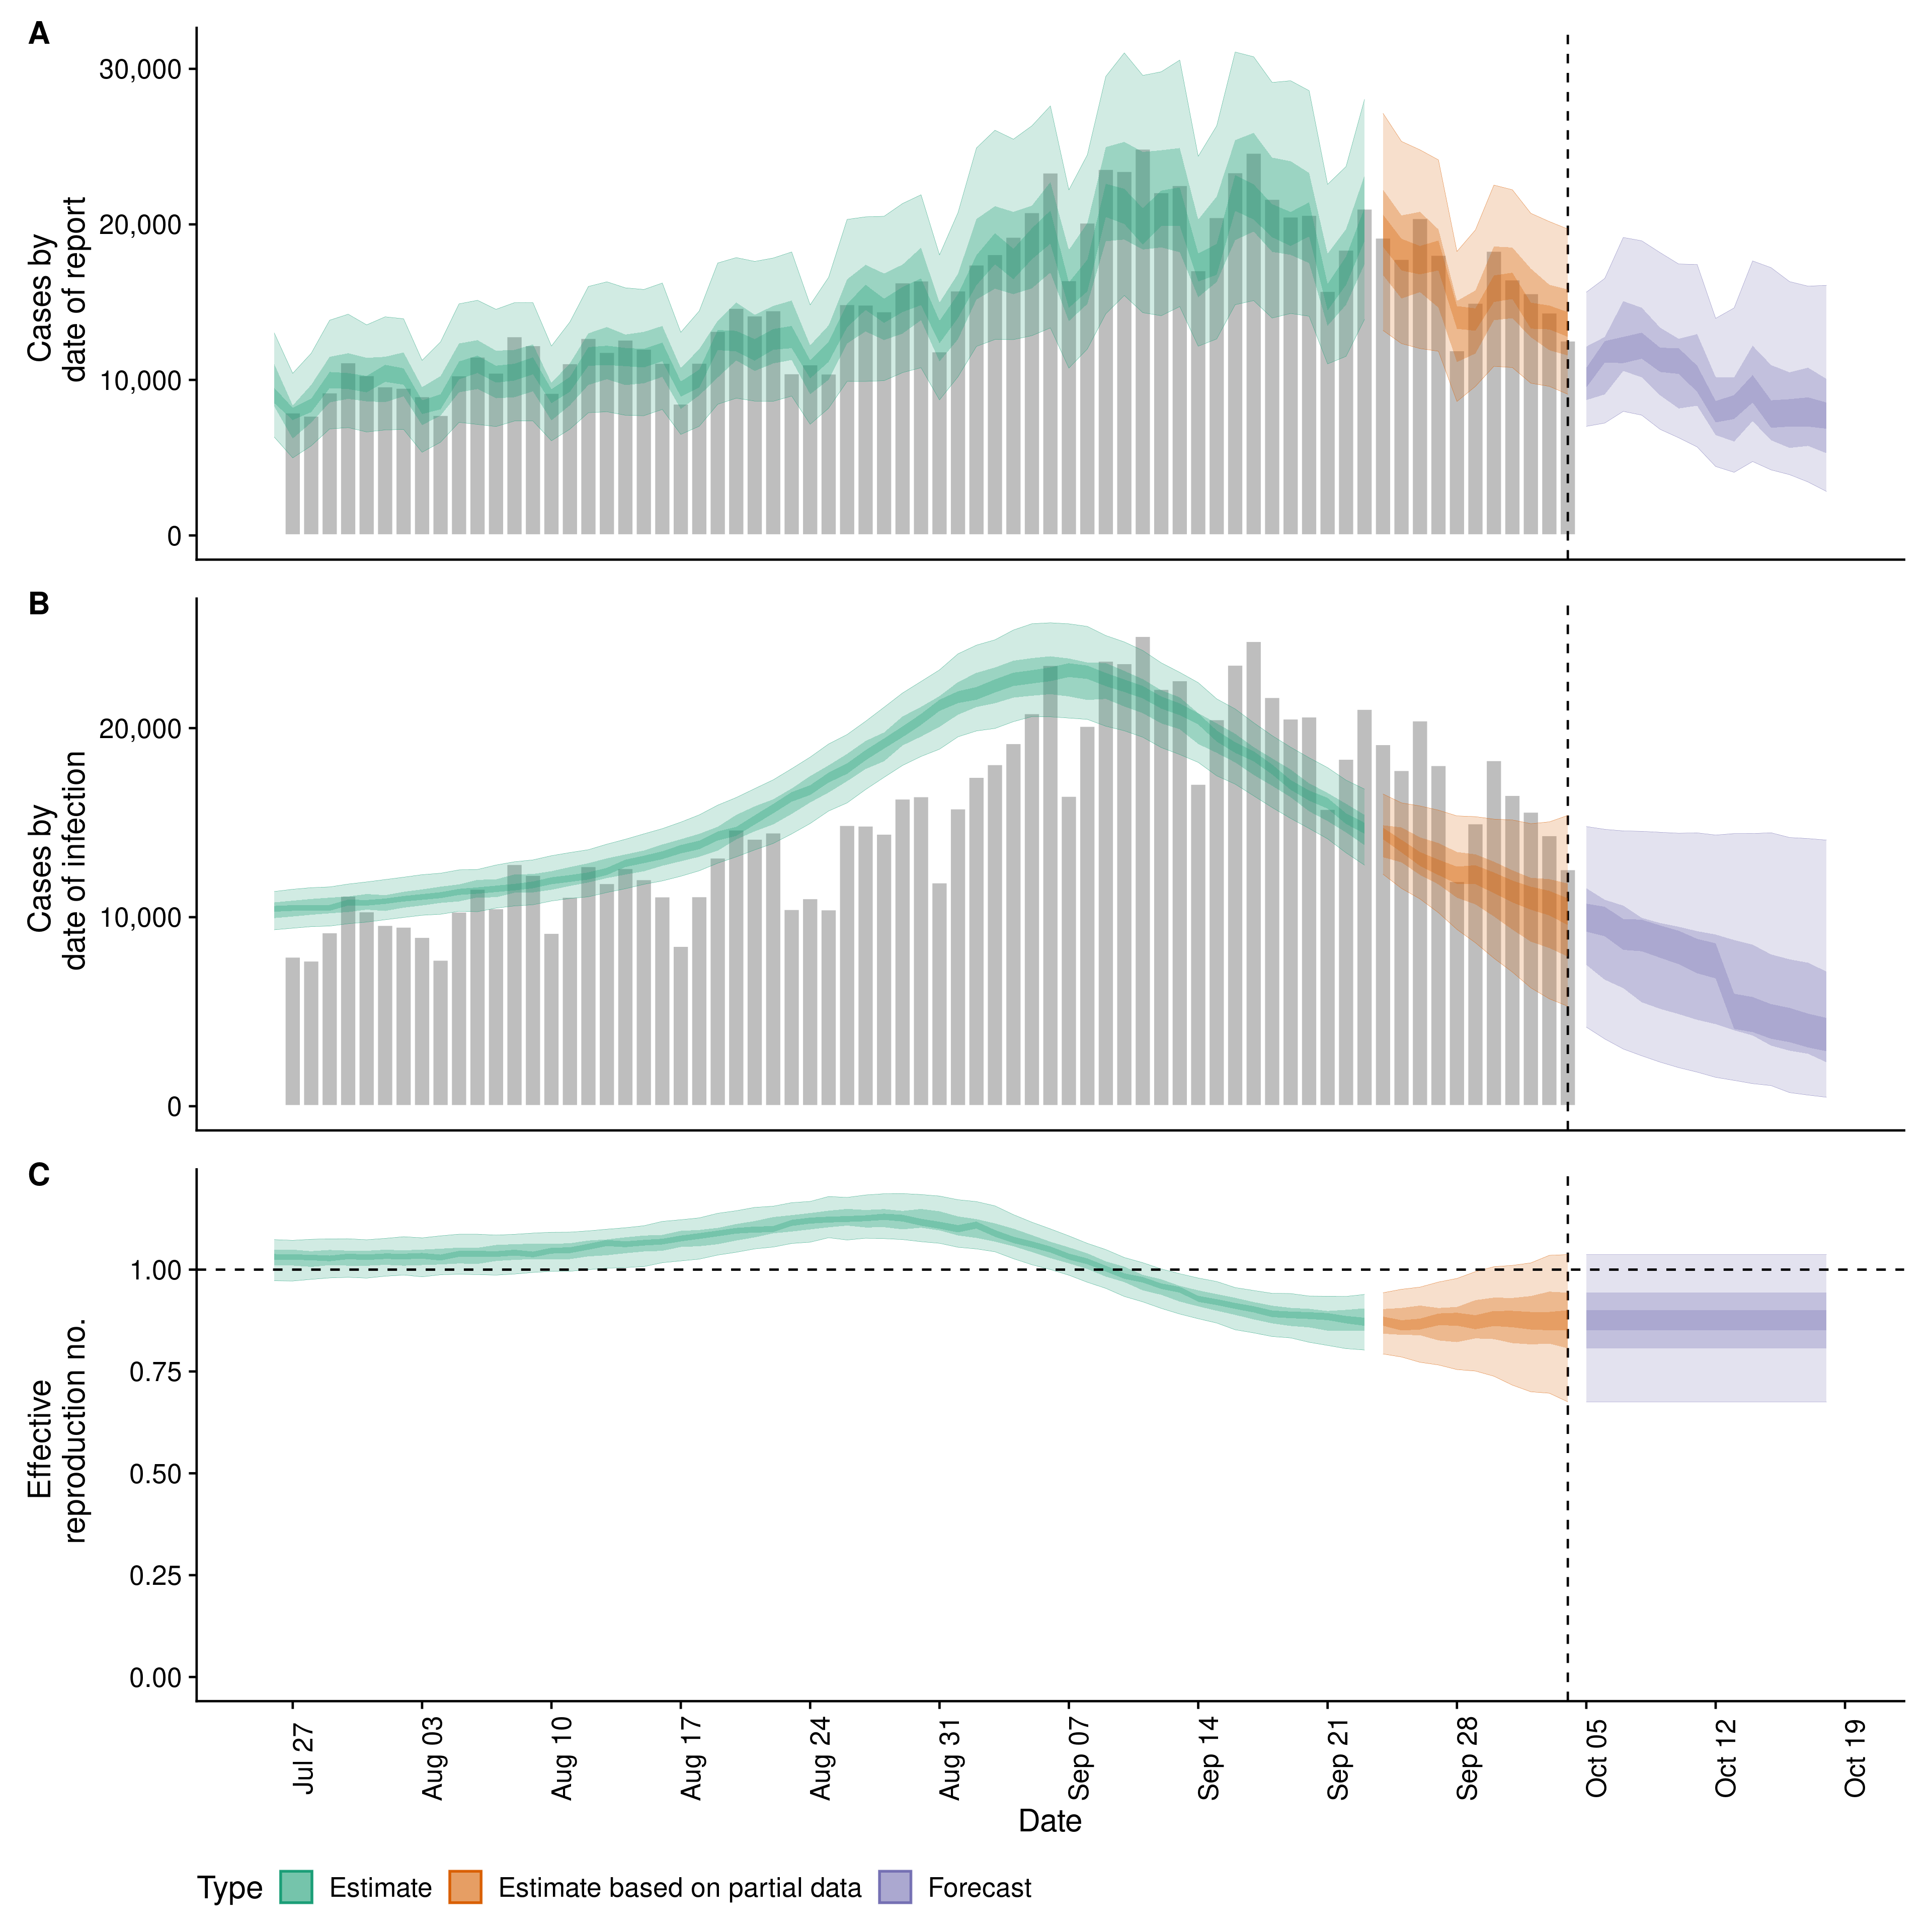 A
30,000
20,000
10,000
0
Cases by
date of report
B
20,000
10,000
0
Cases by
date of infection
C
1.00
0.75
0.50
0.25
0.00
Effective
reproduction no.
Jul 27
Aug 03
Aug 10
Aug 17
Aug 24
Aug 31
Sep 07
Sep 14
Sep 21
Sep 28
Oct 05
Oct 12
Oct 19
Date
Type Estimate Estimate based on partial data Forecast